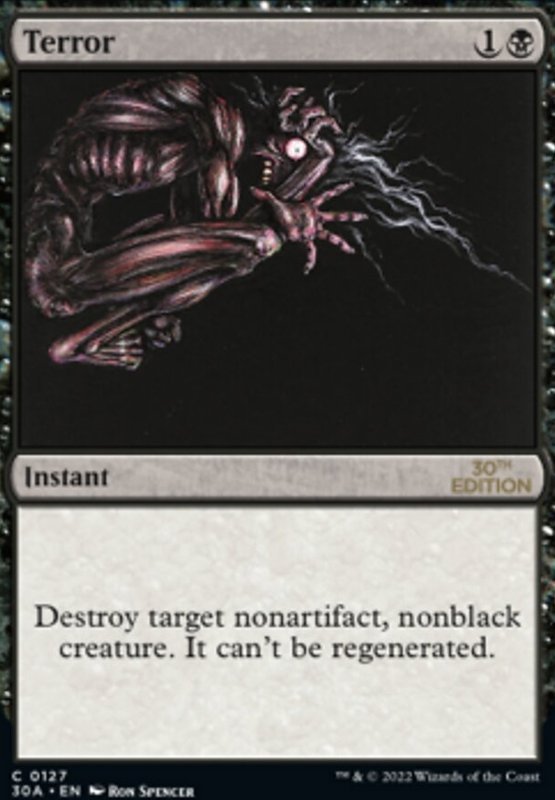 Terror 1
Instant
30TH
EDITION
Destroy target nonartifact, nonblack
creature. It can't be regenerated.
C 0127
30A • EN Ron Spencer
™ & © 2022 Wizards of the Coast